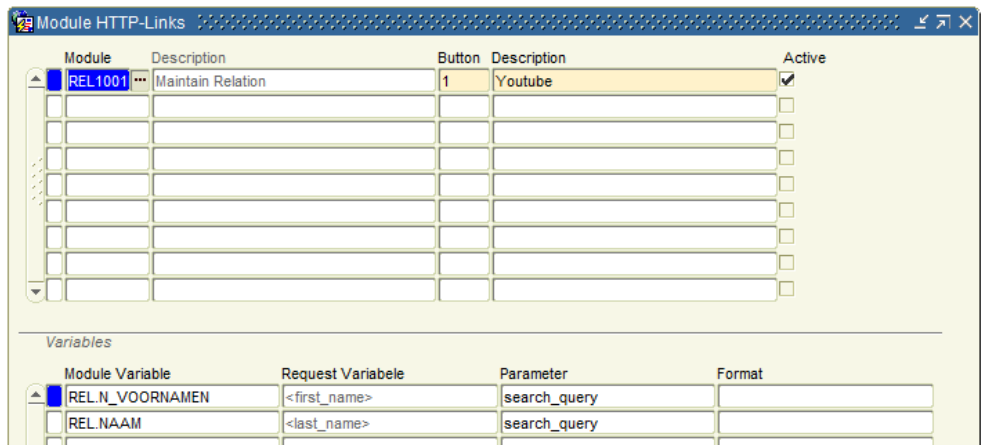 Module HTTP-Links
Module Description Button Description Active
REL1001 ... Maintain Relation 1 Youtube
Variables
Module Variable Request Variabele Parameter Format
REL.N_VOORNAMEN <first_name> search_query
REL.NAAM <last_name> search_query